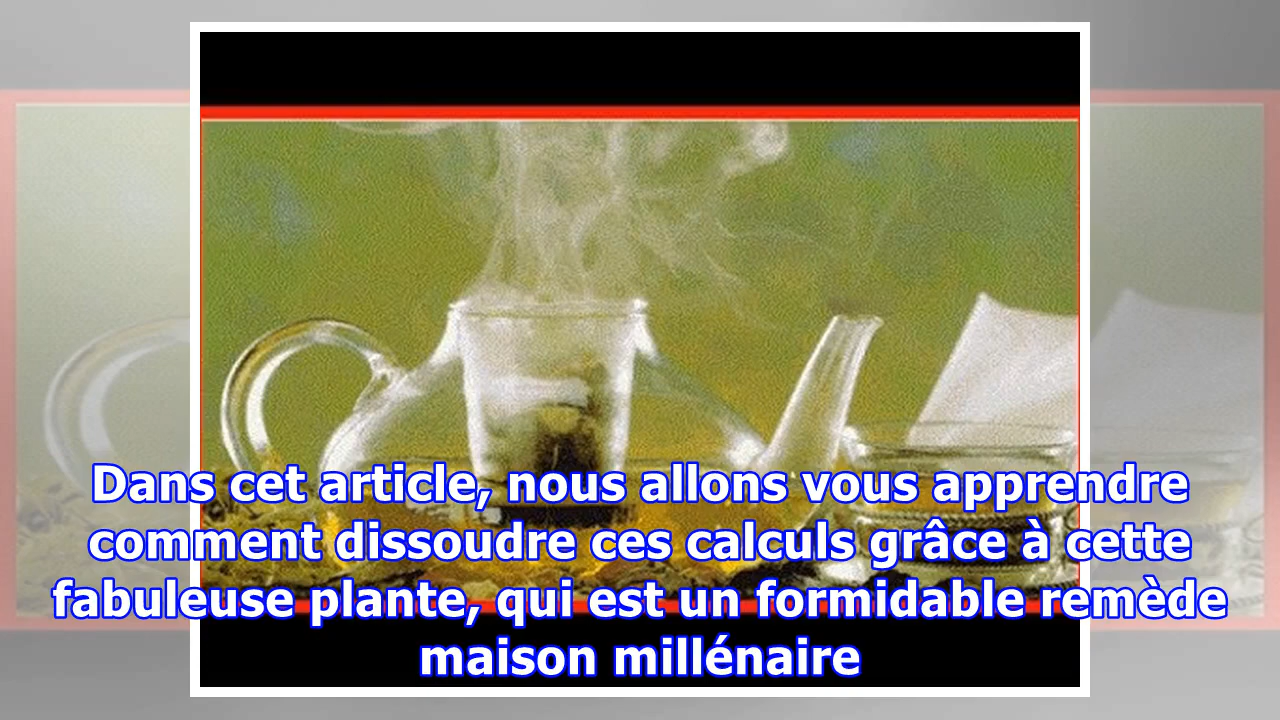 Dans cet article, nous allons vous apprendre
comment dissoudre ces calculs grâce à cette
fabuleuse plante, qui est un formidable remède
maison millénaire